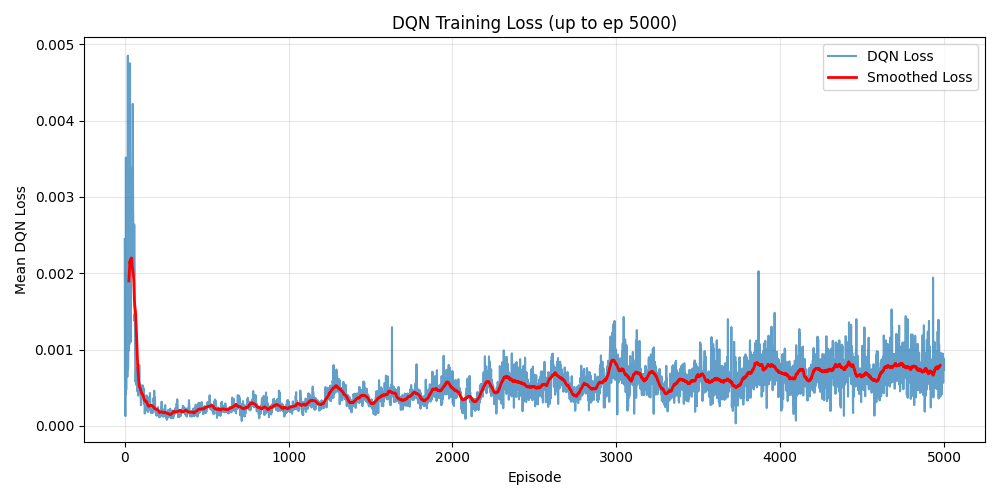 DQN Training Loss (up to ep 5000)
DQN Loss
Smoothed Loss
Mean DQN Loss
0.005
0.004
0.003
0.002
0.001
0.000
0 1000 2000 3000 4000 5000
Episode